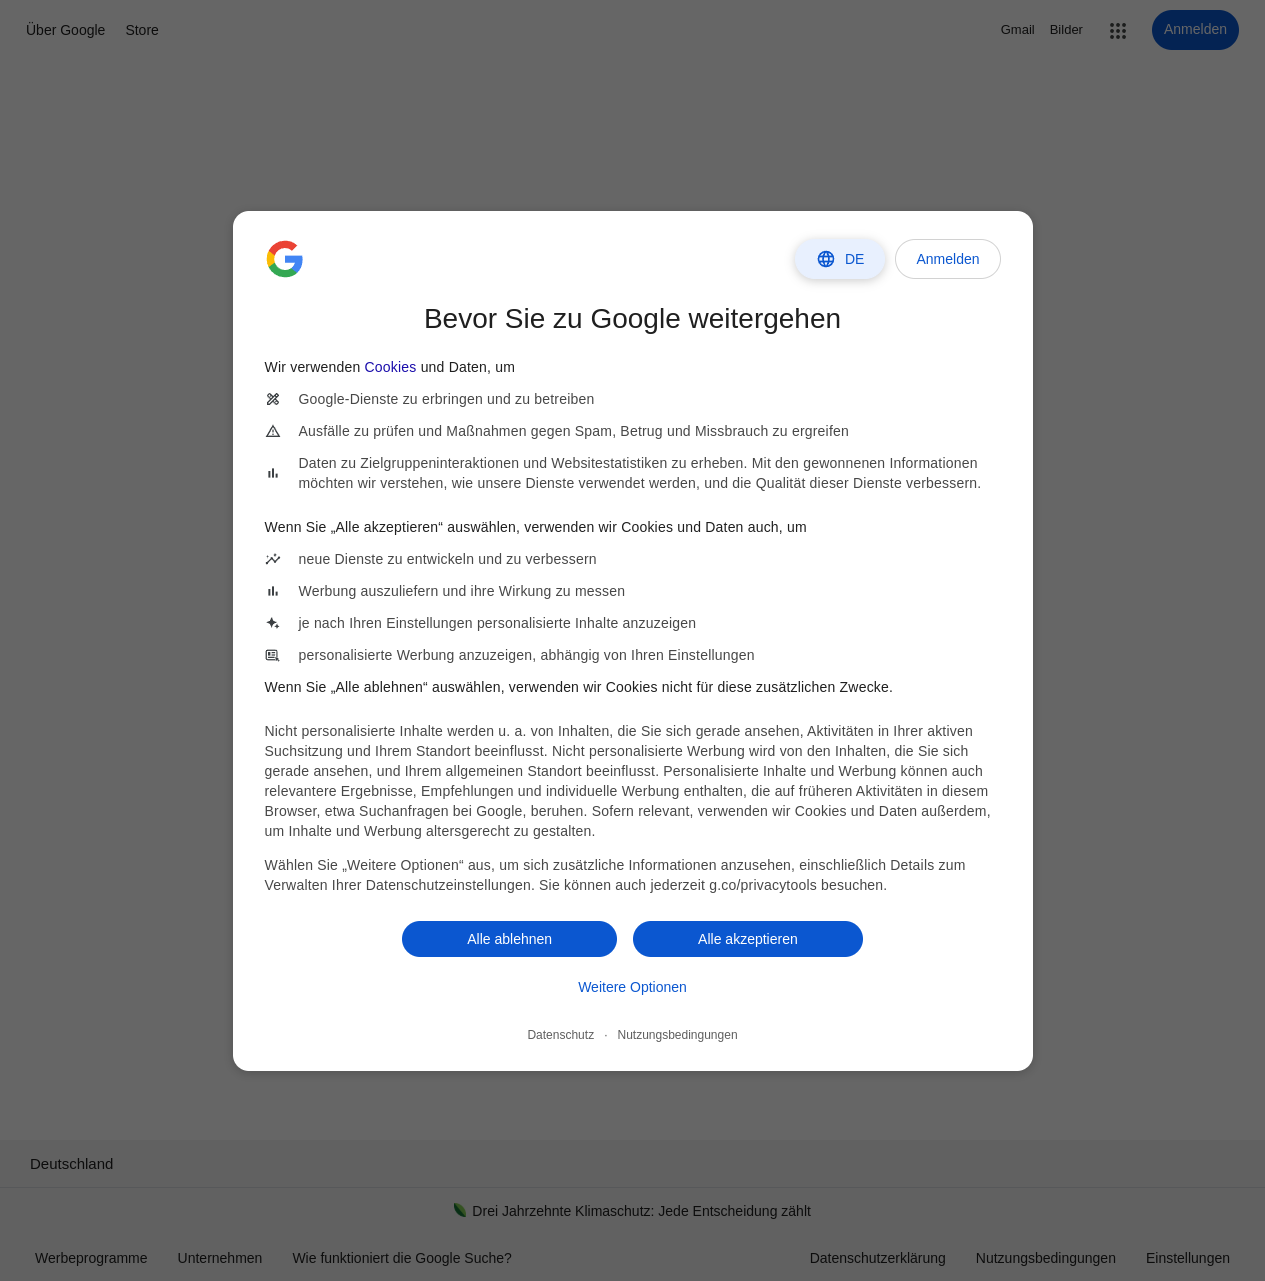 Über Google Store Gmail Bilder Anmelden
DE Anmelden
Bevor Sie zu Google weitergehen
Wir verwenden Cookies und Daten, um
Google-Dienste zu erbringen und zu betreiben
Ausfälle zu prüfen und Maßnahmen gegen Spam, Betrug und Missbrauch zu ergreifen
Daten zu Zielgruppeninteraktionen und Websitestatistiken zu erheben. Mit den gewonnenen Informationen
möchten wir verstehen, wie unsere Dienste verwendet werden, und die Qualität dieser Dienste verbessern.
Wenn Sie „Alle akzeptieren“ auswählen, verwenden wir Cookies und Daten auch, um
neue Dienste zu entwickeln und zu verbessern
Werbung auszuliefern und ihre Wirkung zu messen
je nach Ihren Einstellungen personalisierte Inhalte anzuzeigen
personalisierte Werbung anzuzeigen, abhängig von Ihren Einstellungen
Wenn Sie „Alle ablehnen“ auswählen, verwenden wir Cookies nicht für diese zusätzlichen Zwecke.
Nicht personalisierte Inhalte werden u. a. von Inhalten, die Sie sich gerade ansehen, Aktivitäten in Ihrer aktiven
Suchsitzung und Ihrem Standort beeinflusst. Nicht personalisierte Werbung wird von den Inhalten, die Sie sich
gerade ansehen, und Ihrem allgemeinen Standort beeinflusst. Personalisierte Inhalte und Werbung können auch
relevantere Ergebnisse, Empfehlungen und individuelle Werbung enthalten, die auf früheren Aktivitäten in diesem
Browser, etwa Suchanfragen bei Google, beruhen. Sofern relevant, verwenden wir Cookies und Daten außerdem,
um Inhalte und Werbung altersgerecht zu gestalten.
Wählen Sie „Weitere Optionen“ aus, um sich zusätzliche Informationen anzusehen, einschließlich Details zum
Verwalten Ihrer Datenschutzeinstellungen. Sie können auch jederzeit g.co/privacytools besuchen.
Alle ablehnen Alle akzeptieren
Weitere Optionen
Datenschutz · Nutzungsbedingungen
Deutschland
Drei Jahrzehnte Klimaschutz: Jede Entscheidung zählt
Werbeprogramme Unternehmen Wie funktioniert die Google Suche? Datenschutzerklärung Nutzungsbedingungen Einstellungen